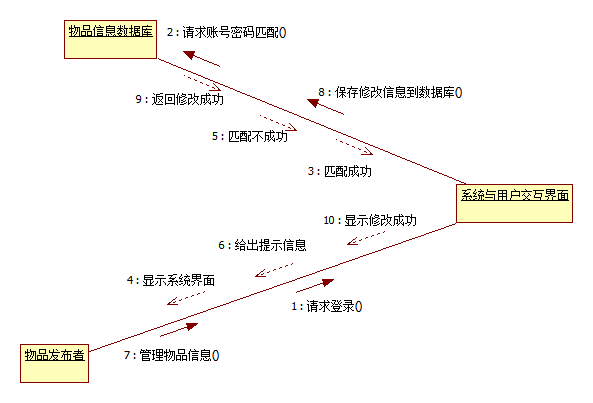 物品信息数据库
2 : 请求账号密码匹配()
8 : 保存修改信息到数据库()
9 : 返回修改成功
5 : 匹配不成功
3 : 匹配成功
系统与用户交互界面
10 : 显示修改成功
6 : 给出提示信息
4 : 显示系统界面
1 : 请求登录()
物品发布者
7 : 管理物品信息()